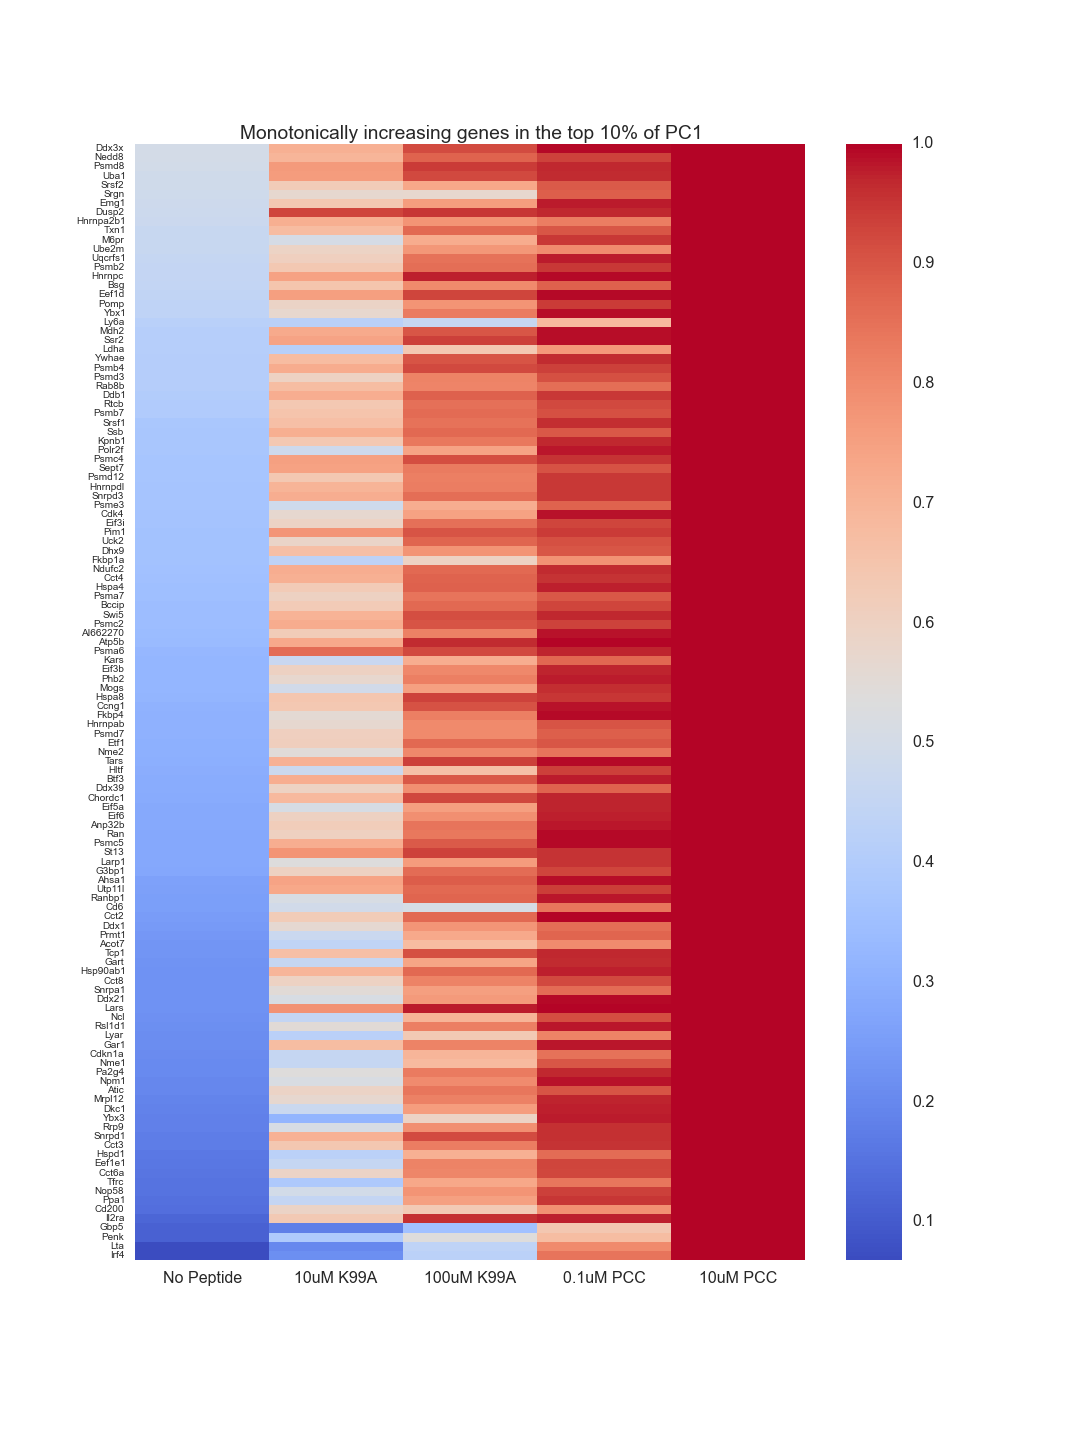 Monotonically increasing genes in the top 10% of PC1
Ddx3x
Nedd8
Psmd8
Uba1
Srsf2
Srgn
Emg1
Dusp2
Hnrnpa2b1
Txn1
M6pr
Ube2m
Uqcrfs1
Psmb2
Hnrnpc
Bsg
Eef1d
Pomp
Ybx1
Ly6a
Mdh2
Ssr2
Ldha
Ywhae
Psmb4
Psmd3
Rab8b
Ddb1
Rtcb
Psmb7
Srsf1
Ssb
Kpnb1
Polr2f
Psmc4
Sept7
Psmd12
Hnrnpdl
Snrpd3
Psme3
Cdk4
Eif3i
Pim1
Uck2
Dhx9
Fkbp1a
Ndufc2
Cct4
Hspa4
Psma7
Bccip
Swi5
Psmc2
AI662270
Atp5b
Psma6
Kars
Eif3b
Phb2
Mogs
Hspa8
Ccng1
Fkbp4
Hnrnpab
Psmd7
Etf1
Nme2
Tars
Hltf
Btf3
Ddx39
Chordc1
Eif5a
Eif6
Anp32b
Ran
Psmc5
St13
Larp1
G3bp1
Ahsa1
Utp11l
Ranbp1
Cd6
Cct2
Ddx1
Prmt1
Acot7
Tcp1
Gart
Hsp90ab1
Cct8
Snrpa1
Ddx21
Lars
Ncl
Rsl1d1
Lyar
Gar1
Cdkn1a
Nme1
Pa2g4
Npm1
Atic
Mrpl12
Dkc1
Ybx3
Rrp9
Snrpd1
Cct3
Hspd1
Eef1e1
Cct6a
Tfrc
Nop58
Ppa1
Cd200
Il2ra
Gbp5
Penk
Lta
Irf4
No Peptide
10uM K99A
100uM K99A
0.1uM PCC
10uM PCC
1.0
0.9
0.8
0.7
0.6
0.5
0.4
0.3
0.2
0.1